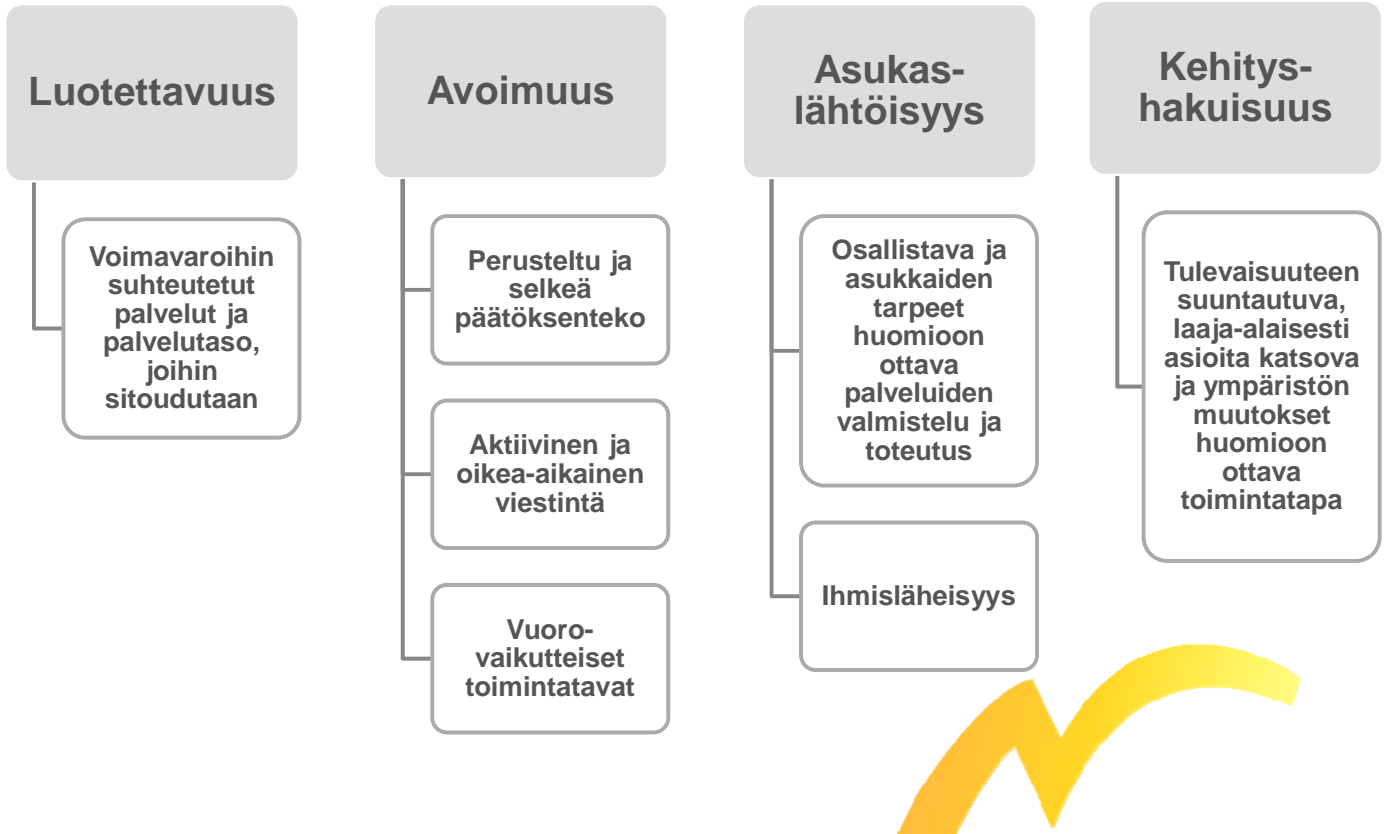 Luotettavuus
Voimavaroihin
suhteutetut
palvelut ja
palvelutaso,
joihin
sitoudutaan
Avoimuus
Perusteltu ja
selkeä
päätöksenteko
Aktiivinen ja
oikea-aikainen
viestintä
Vuoro-
vaikutteiset
toimintatavat
Asukas-
lähtöisyys
Osallistava ja
asukkaiden
tarpeet
huomioon
ottava
palveluiden
valmistelu ja
toteutus
Ihmisläheisyys
Kehitys-
hakuisuus
Tulevaisuuteen
suuntautuva,
laaja-alaisesti
asioita katsova
ja ympäristön
muutokset
huomioon
ottava
toimintatapa